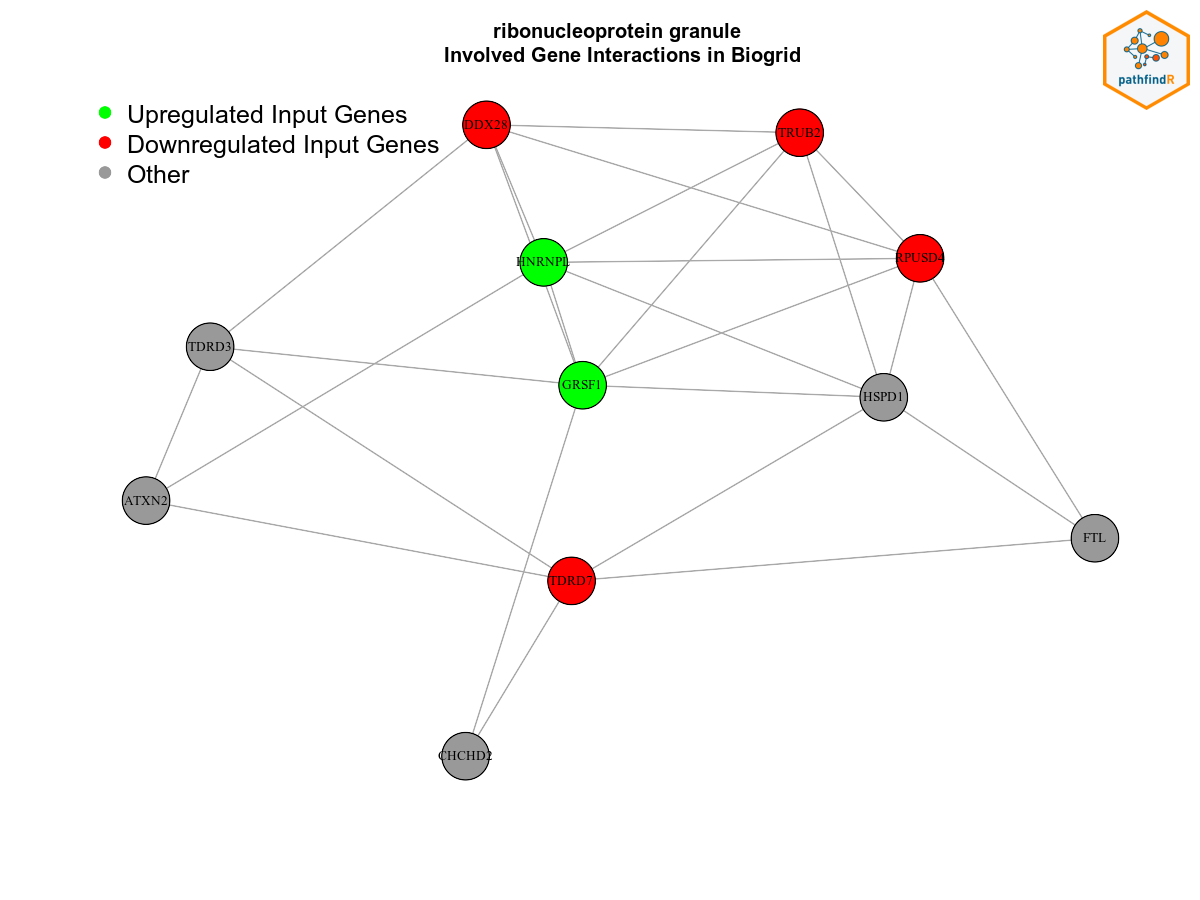 ribonucleoprotein granule
Involved Gene Interactions in Biogrid
pathfindR
Upregulated Input Genes
Downregulated Input Genes
Other
DDX28
TRUB2
HNRNPL
RPUSD4
TDRD3
GRSF1
HSPD1
ATXN2
FTL
TDRD7
CHCHD2